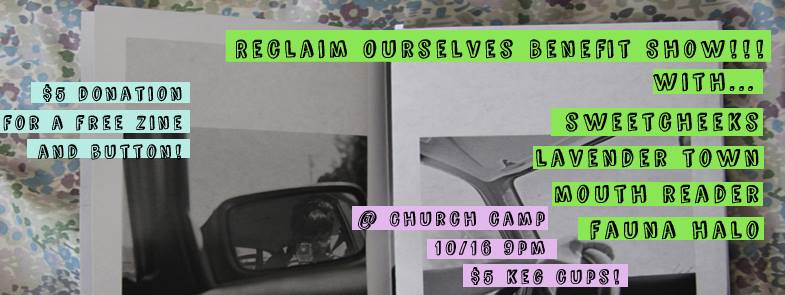 RECLAIM OURSELVES BENEFIT SHOW!!!
WITH...
$5 DONATION
FOR A FREE ZINE
AND BUTTON!
SWEETCHEEKS
LAVENDER TOWN
MOUTH READER
FAUNA HALO
@ CHURCH CAMP
10/16 9PM
$5 KEG CUPS!